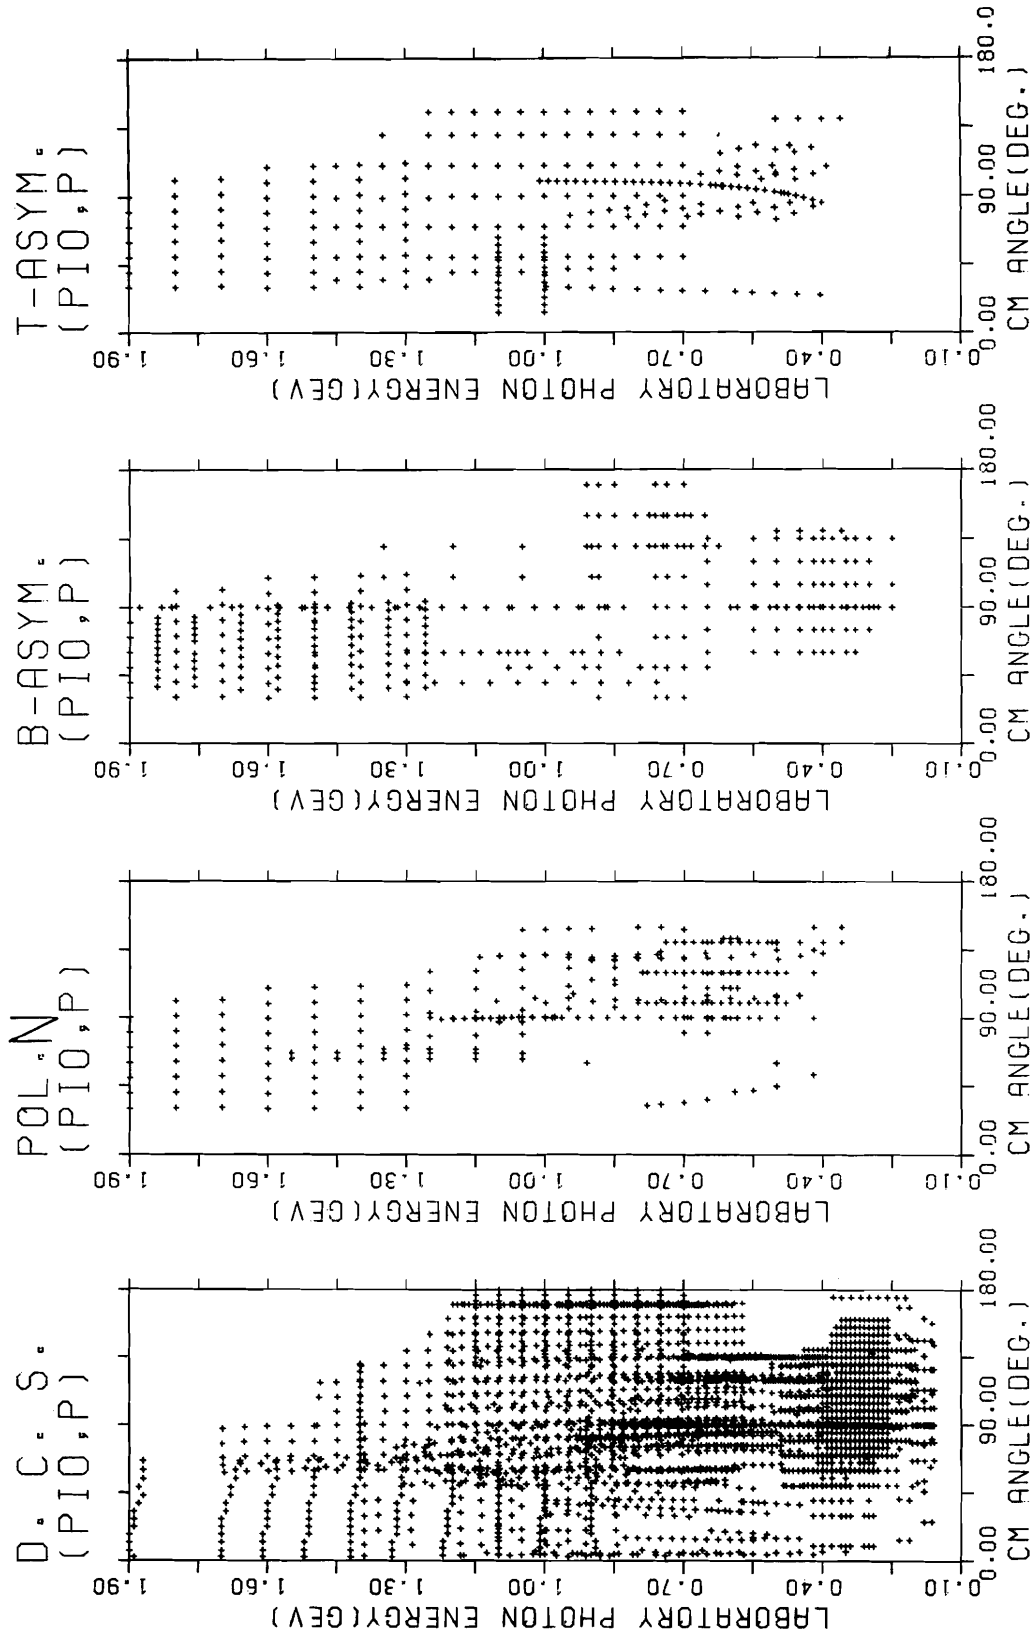 D. C. S.
(PI0,P)
1.90
1.60
1.30
1.00
0.70
0.40
0.10
LABORATORY PHOTON ENERGY(GEV)
0.00
90.00
180.00
CM ANGLE(DEG.)
POL.N
(PI0,P)
1.90
1.60
1.30
1.00
0.70
0.40
0.10
LABORATORY PHOTON ENERGY(GEV)
0.00
90.00
180.00
CM ANGLE(DEG.)
B-ASYM.
(PI0,P)
1.90
1.60
1.30
1.00
0.70
0.40
0.10
LABORATORY PHOTON ENERGY(GEV)
0.00
90.00
180.00
CM ANGLE(DEG.)
T-ASYM.
(PI0,P)
1.90
1.60
1.30
1.00
0.70
0.40
0.10
LABORATORY PHOTON ENERGY(GEV)
0.00
90.00
180.0
CM ANGLE(DEG.)